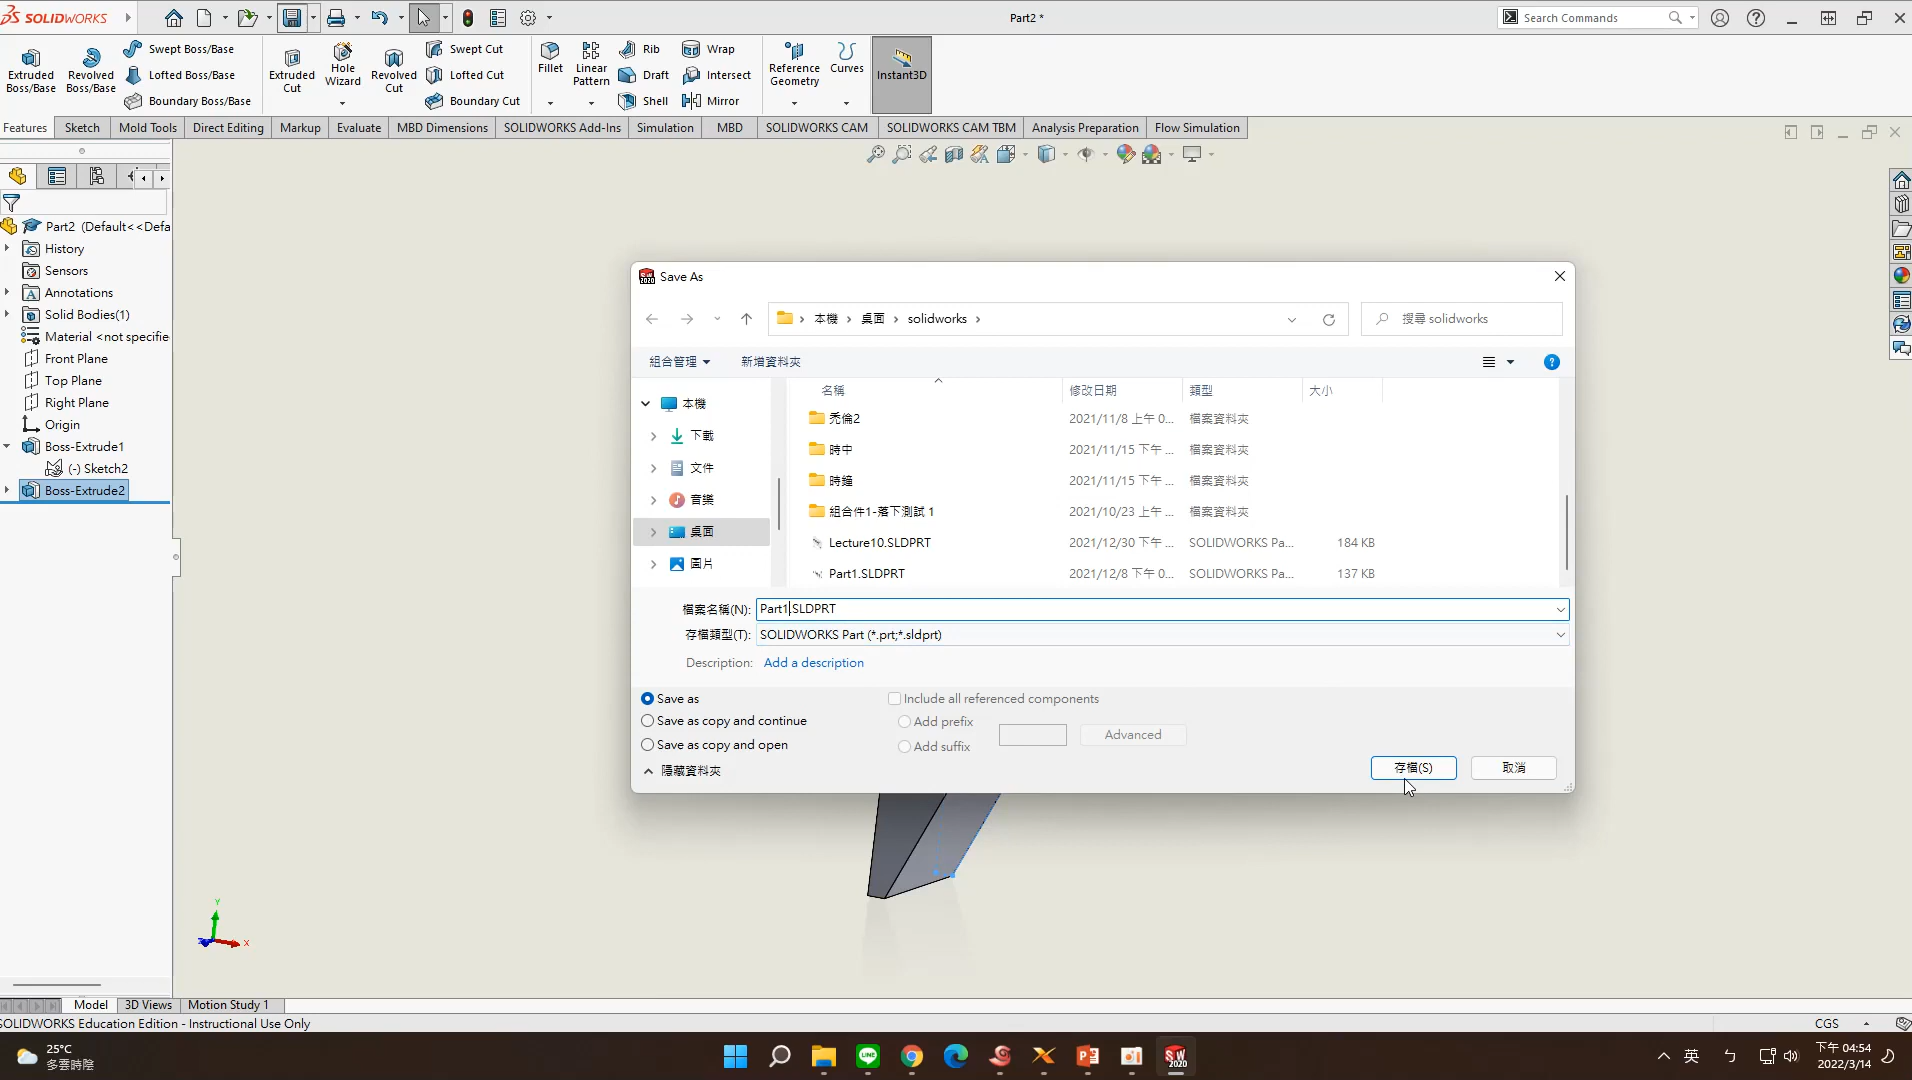 SOLIDWORKS
Part2 *
Search Commands
Extruded Boss/Base
Revolved Boss/Base
Swept Boss/Base
Lofted Boss/Base
Boundary Boss/Base
Extruded Cut
Hole Wizard
Revolved Cut
Swept Cut
Lofted Cut
Boundary Cut
Fillet
Linear Pattern
Rib
Draft
Shell
Wrap
Intersect
Mirror
Reference Geometry
Curves
Instant3D
Features
Sketch
Mold Tools
Direct Editing
Markup
Evaluate
MBD Dimensions
SOLIDWORKS Add-Ins
Simulation
MBD
SOLIDWORKS CAM
SOLIDWORKS CAM TBM
Analysis Preparation
Flow Simulation
Part2 (Default<<Defa
History
Sensors
Annotations
Solid Bodies(1)
Material <not specifie
Front Plane
Top Plane
Right Plane
Origin
Boss-Extrude1
(-) Sketch2
Boss-Extrude2
Save As
本機 › 桌面 › solidworks ›
搜尋 solidworks
組合管理
新增資料夾
本機
下載
文件
音樂
桌面
圖片
名稱 修改日期 類型 大小
禿倫2 2021/11/8 上午 0... 檔案資料夾
時中 2021/11/15 下午 ... 檔案資料夾
時鐘 2021/11/15 下午 ... 檔案資料夾
組合件1-落下測試 1 2021/10/23 上午 ... 檔案資料夾
Lecture10.SLDPRT 2021/12/30 下午 ... SOLIDWORKS Pa... 184 KB
Part1.SLDPRT 2021/12/8 下午 0... SOLIDWORKS Pa... 137 KB
檔案名稱(N): Part1.SLDPRT
存檔類型(T): SOLIDWORKS Part (*.prt;*.sldprt)
Description: Add a description
Save as
Save as copy and continue
Save as copy and open
Include all referenced components
Add prefix
Add suffix
Advanced
隱藏資料夾
存檔(S)
取消
Y
X
Z
Model
3D Views
Motion Study 1
SOLIDWORKS Education Edition - Instructional Use Only
CGS
25°C
多雲時陰
LINE
SW 2020
英
ㄅ
下午 04:54
2022/3/14